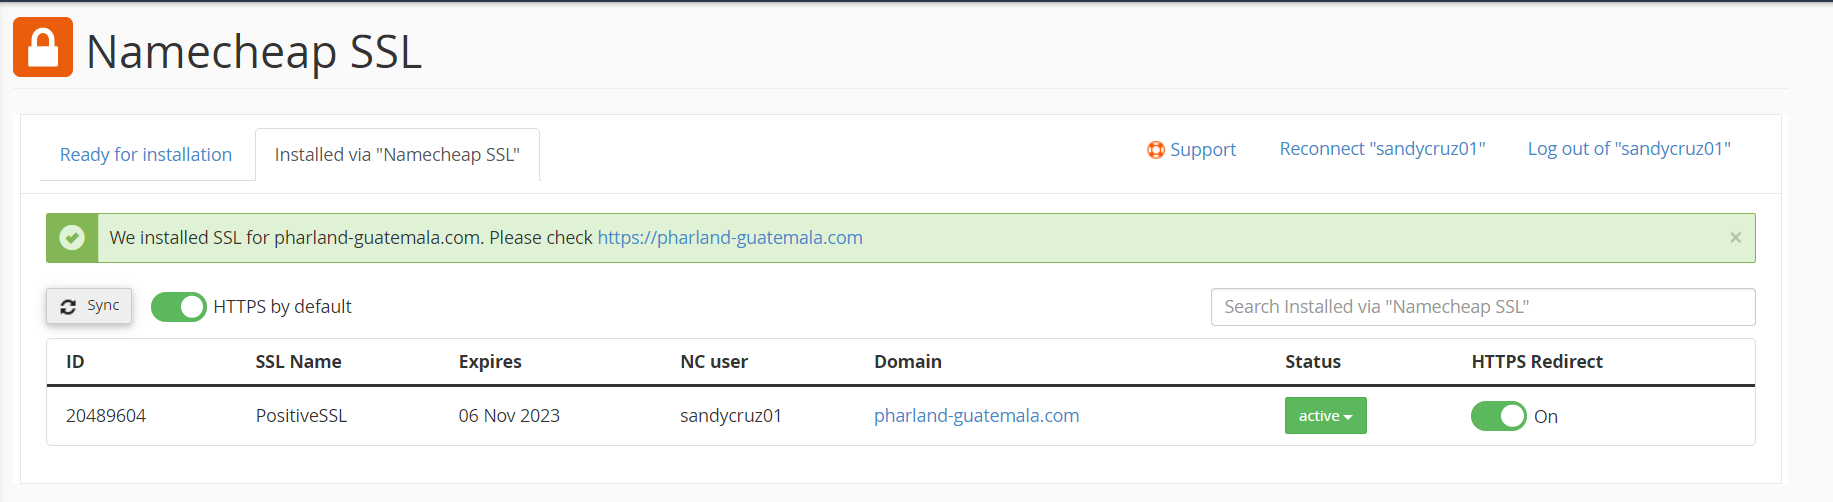 Namecheap SSL
Ready for installation
Installed via "Namecheap SSL"
Support
Reconnect "sandycruz01"
Log out of "sandycruz01"
We installed SSL for pharland-guatemala.com. Please check https://pharland-guatemala.com
×
Sync
HTTPS by default
Search Installed via "Namecheap SSL"
ID SSL Name Expires NC user Domain Status HTTPS Redirect
20489604 PositiveSSL 06 Nov 2023 sandycruz01 pharland-guatemala.com active On